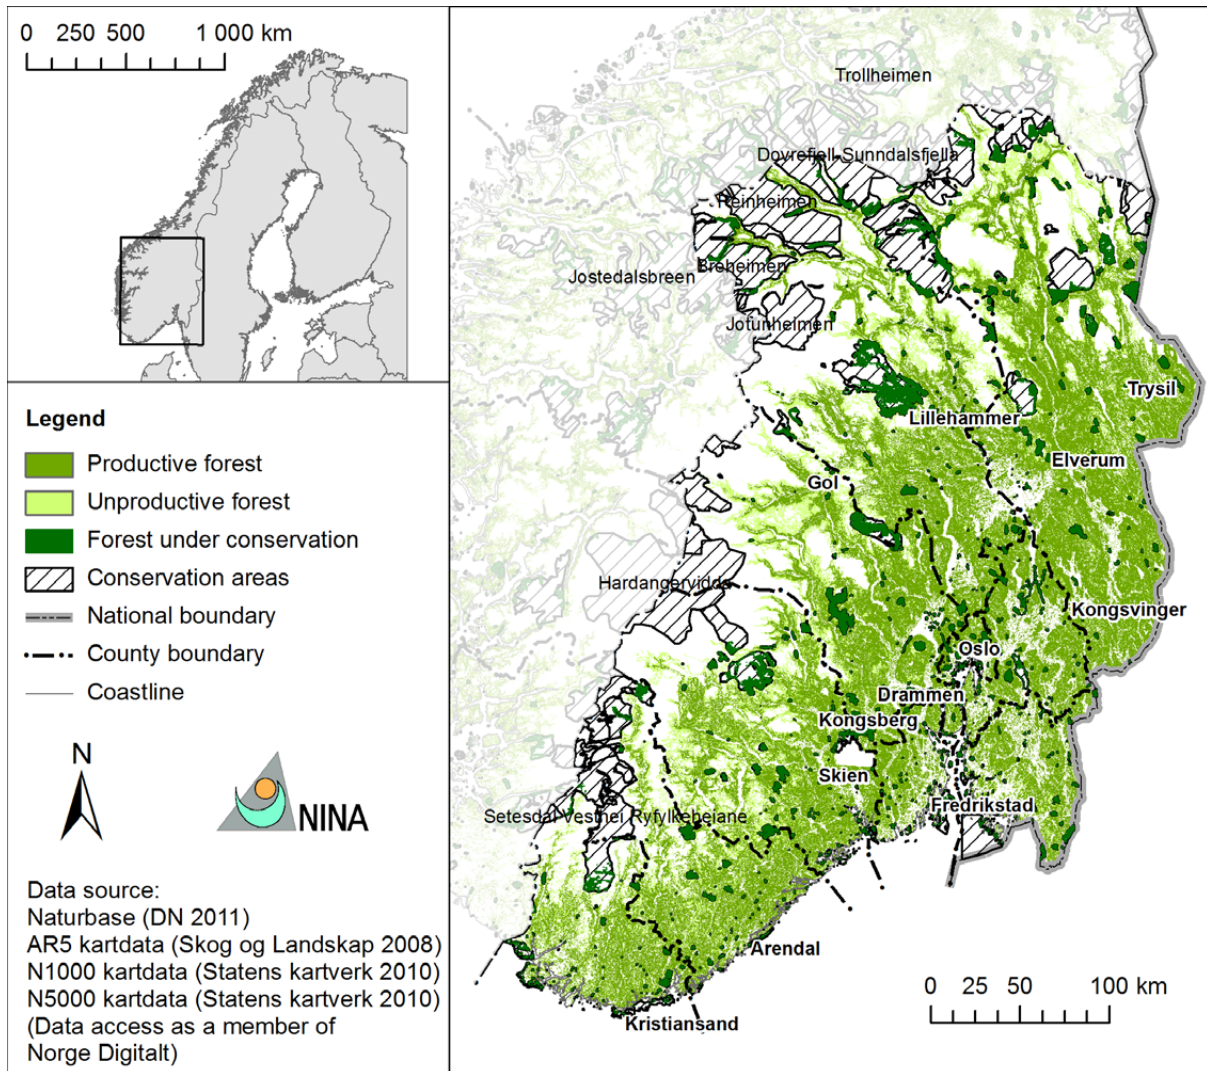 0 250 500 1 000 km
Legend
Productive forest
Unproductive forest
Forest under conservation
Conservation areas
National boundary
County boundary
Coastline
N
NINA
Data source:
Naturbase (DN 2011)
AR5 kartdata (Skog og Landskap 2008)
N1000 kartdata (Statens kartverk 2010)
N5000 kartdata (Statens kartverk 2010)
(Data access as a member of
Norge Digitalt)
Trollheimen
Dovrefjell-Sunndalsfjella
Reinheimen
Breheimen
Jostedalsbreen
Jotunheimen
Trysil
Lillehammer
Elverum
Gol
Hardangervidda
Kongsvinger
Oslo
Drammen
Kongsberg
Skien
Fredrikstad
Setesdal Vesthei Ryfylkeheiane
Arendal
Kristiansand
0 25 50 100 km